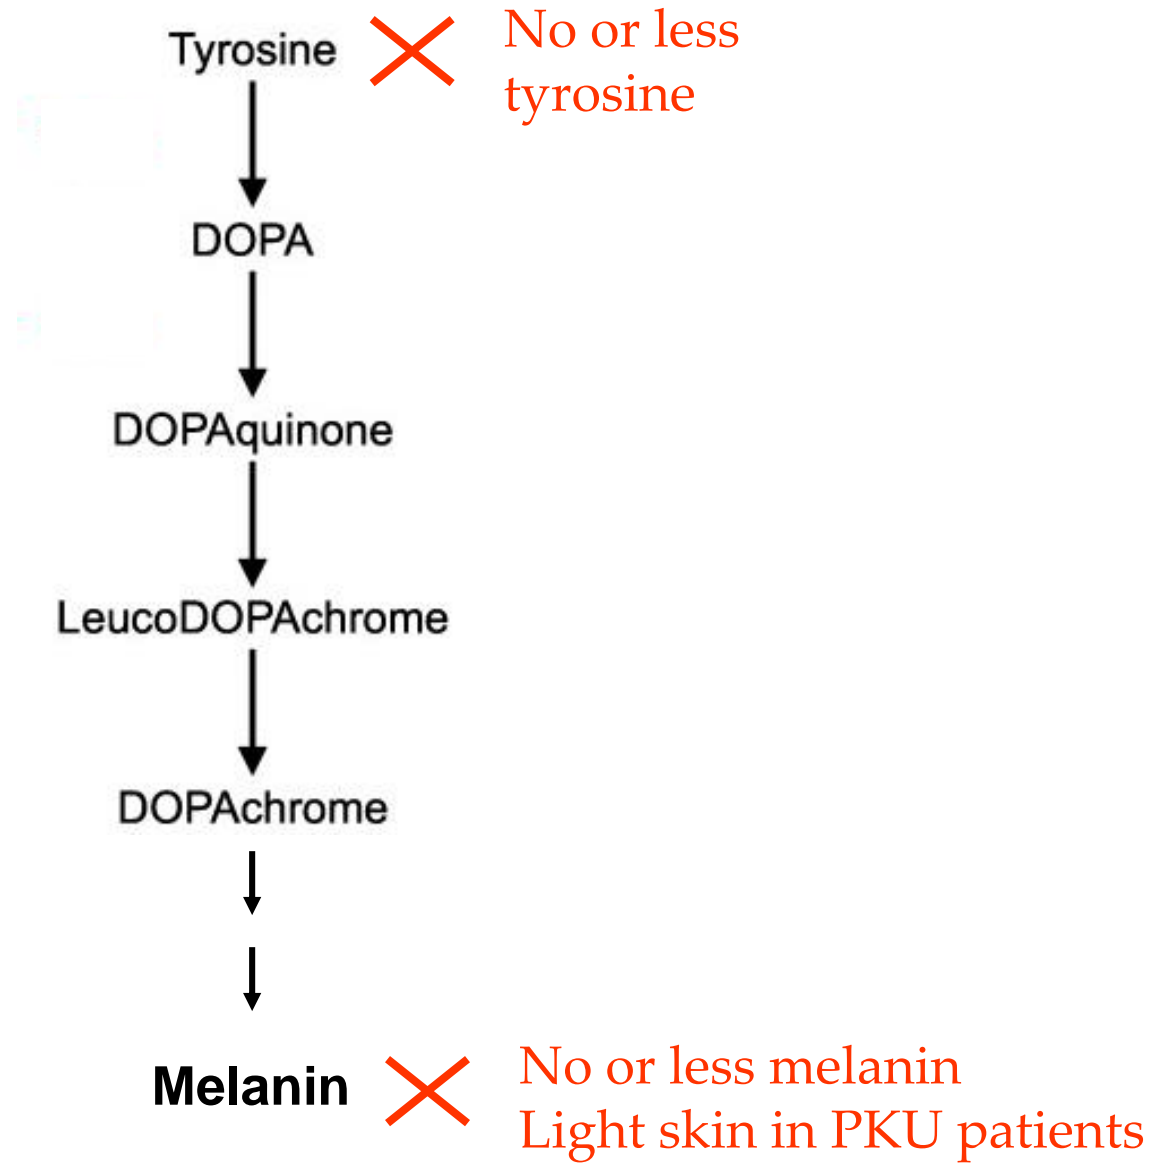 Tyrosine
No or less
tyrosine
DOPA
DOPAquinone
LeucoDOPAchrome
DOPAchrome
Melanin
No or less melanin
Light skin in PKU patients